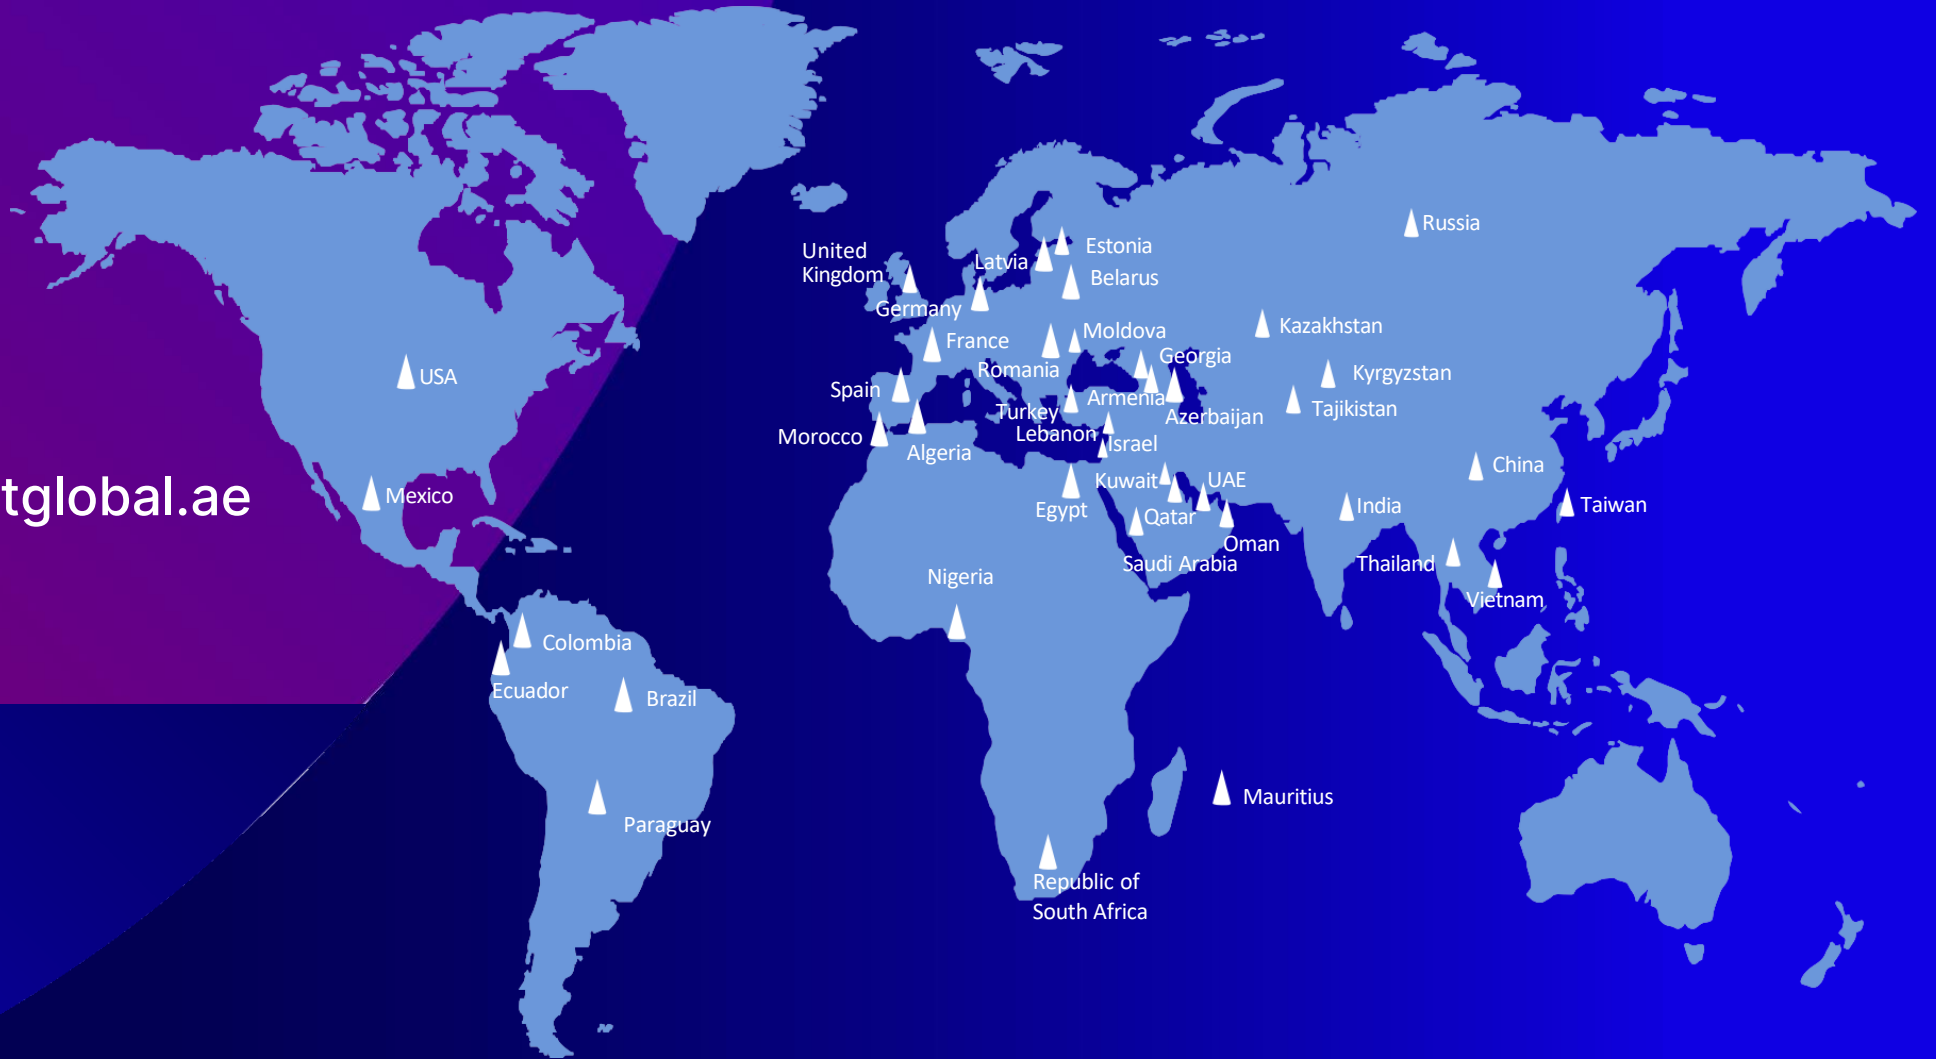 Russia
United
Kingdom
Latvia
Estonia
Belarus
Germany
Kazakhstan
Moldova
France
Georgia
Romania
Kyrgyzstan
USA
Spain
Armenia
Azerbaijan
Tajikistan
Turkey
Lebanon
Morocco
Israel
Algeria
China
Kuwait
UAE
tglobal.ae
Mexico
India
Taiwan
Egypt
Qatar
Oman
Saudi Arabia
Thailand
Nigeria
Vietnam
Colombia
Ecuador
Brazil
Mauritius
Paraguay
Republic of
South Africa